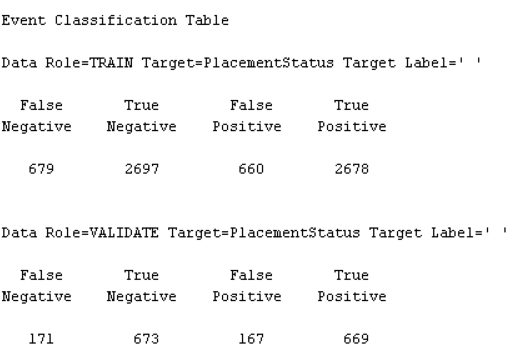 Event Classification Table
Data Role=TRAIN Target=PlacementStatus Target Label=' '
False True False True
Negative Negative Positive Positive
679 2697 660 2678
Data Role=VALIDATE Target=PlacementStatus Target Label=' '
False True False True
Negative Negative Positive Positive
171 673 167 669